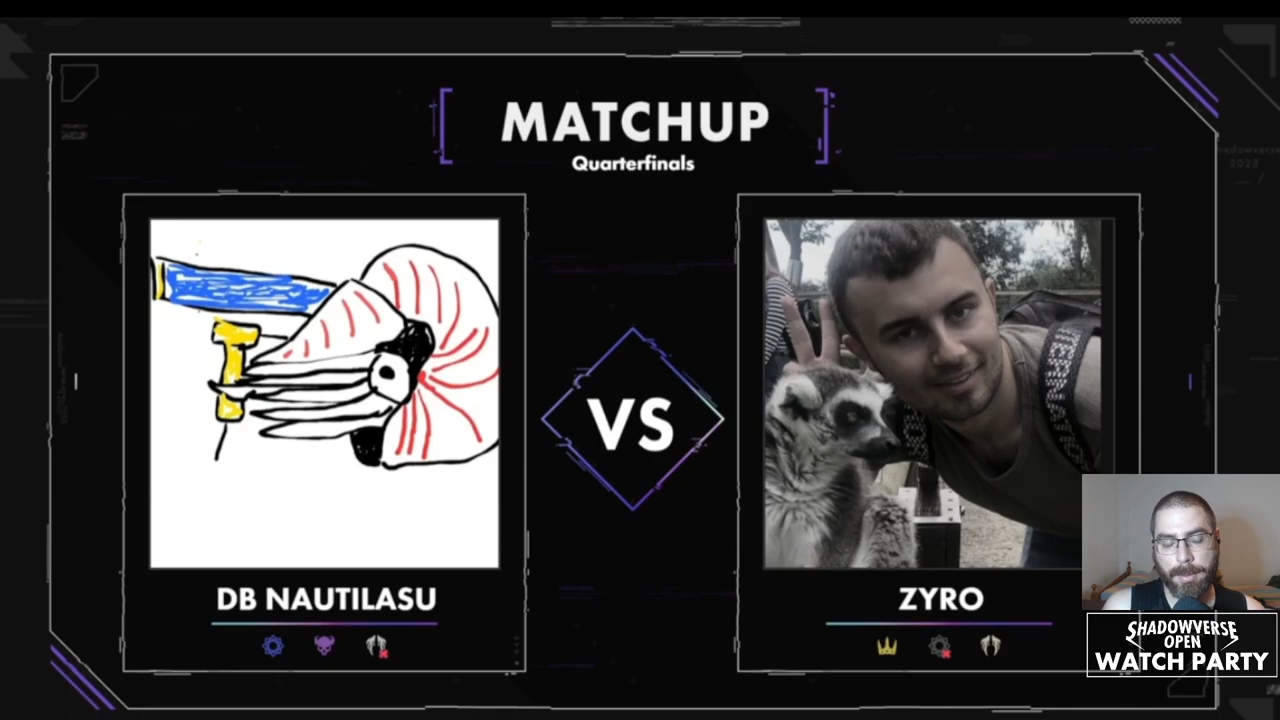 MATCHUP
Quarterfinals
VS
DB NAUTILASU
ZYRO
SHADOWVERSE
OPEN
WATCH PARTY